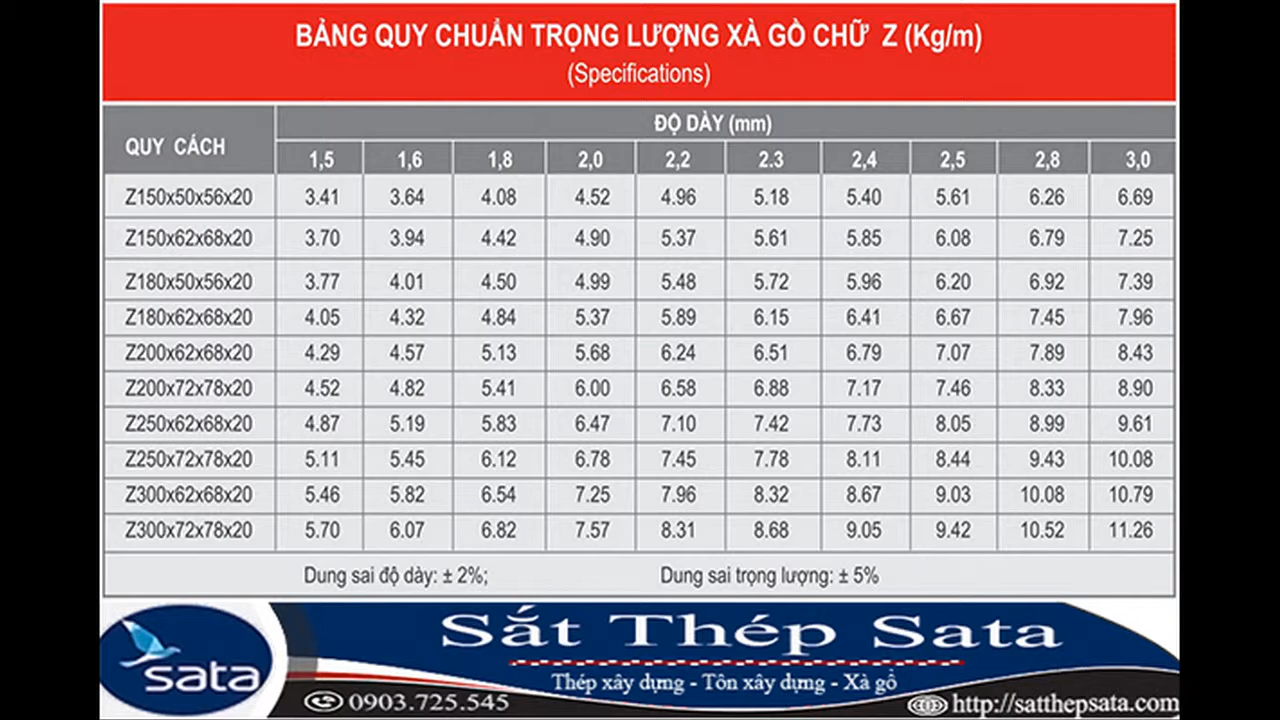 BẢNG QUY CHUẨN TRỌNG LƯỢNG XÀ GỒ CHỮ Z (Kg/m)
(Specifications)
QUY CÁCH
ĐỘ DÀY (mm)
1,5 1,6 1,8 2,0 2,2 2.3 2,4 2,5 2,8 3,0
Z150x50x56x20 3.41 3.64 4.08 4.52 4.96 5.18 5.40 5.61 6.26 6.69
Z150x62x68x20 3.70 3.94 4.42 4.90 5.37 5.61 5.85 6.08 6.79 7.25
Z180x50x56x20 3.77 4.01 4.50 4.99 5.48 5.72 5.96 6.20 6.92 7.39
Z180x62x68x20 4.05 4.32 4.84 5.37 5.89 6.15 6.41 6.67 7.45 7.96
Z200x62x68x20 4.29 4.57 5.13 5.68 6.24 6.51 6.79 7.07 7.89 8.43
Z200x72x78x20 4.52 4.82 5.41 6.00 6.58 6.88 7.17 7.46 8.33 8.90
Z250x62x68x20 4.87 5.19 5.83 6.47 7.10 7.42 7.73 8.05 8.99 9.61
Z250x72x78x20 5.11 5.45 6.12 6.78 7.45 7.78 8.11 8.44 9.43 10.08
Z300x62x68x20 5.46 5.82 6.54 7.25 7.96 8.32 8.67 9.03 10.08 10.79
Z300x72x78x20 5.70 6.07 6.82 7.57 8.31 8.68 9.05 9.42 10.52 11.26
Dung sai độ dày: ± 2%; Dung sai trọng lượng: ± 5%
Sắt Thép Sata
sata
Thép xây dựng - Tôn xây dựng - Xà gồ
0903.725.545
http://satthepsata.com